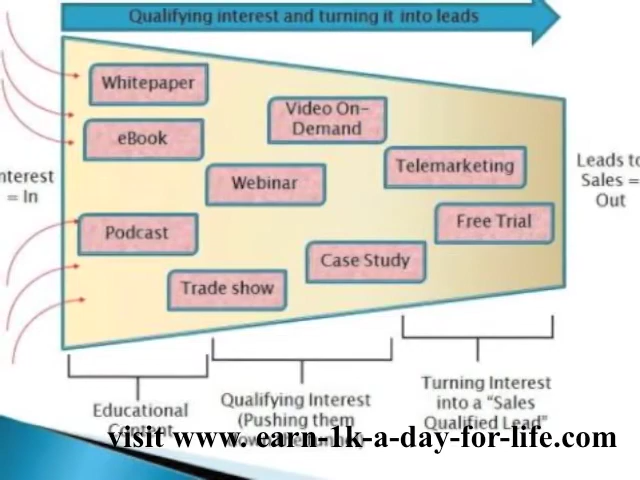 Qualifying interest and turning it into leads
Whitepaper
Video On-
Demand
eBook
Telemarketing
Webinar
nterest
= In
Leads to
Sales =
Out
Free Trial
Podcast
Case Study
Trade show
Educational
Content
Qualifying Interest
(Pushing them
Turning Interest
into a "Sales
Qualified Lead"
visit www. earn-1k-a-day-for-life.com